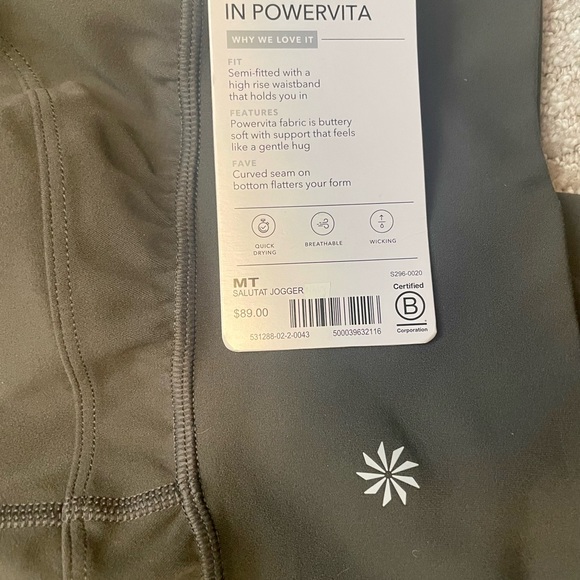 IN POWERVITA
WHY WE LOVE IT
FIT
Semi-fitted with a
high rise waistband
that holds you in
FEATURES
Powervita fabric is buttery
soft with support that feels
like a gentle hug
FAVE
Curved seam on
bottom flatters your form
QUICK
DRYING
BREATHABLE
WICKING
MT
SALUTAT JOGGER
$89.00
531288-02-2-0043
500039632116
S296-0020
Certified
B
Corporation